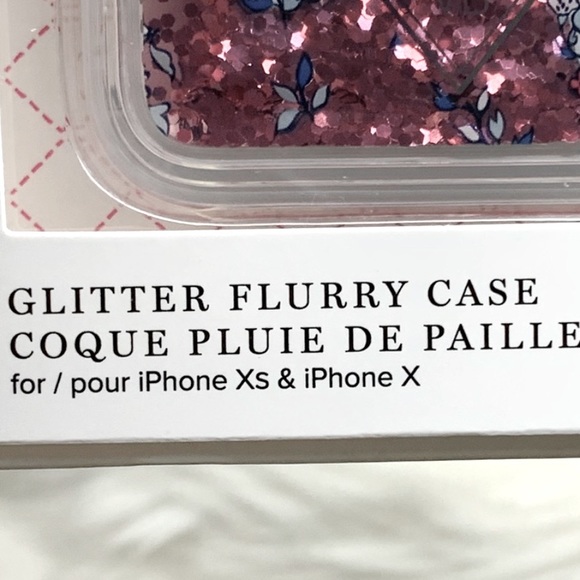 GLITTER FLURRY CASE
COQUE PLUIE DE PAILLE
for / pour iPhone Xs & iPhone X